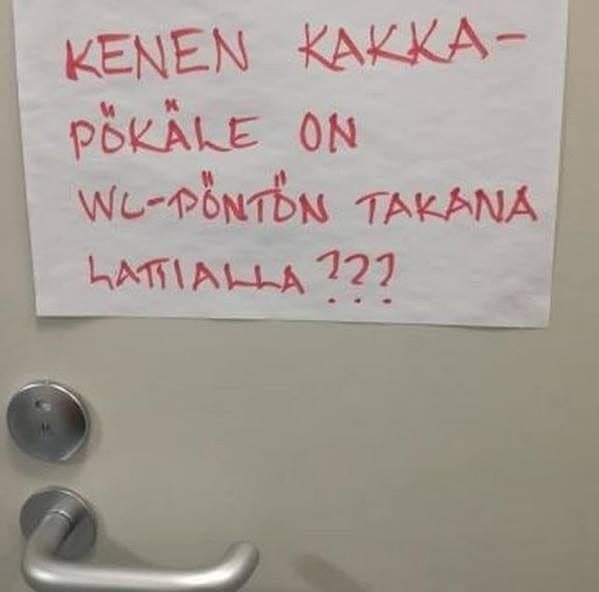 KENEN KAKKA-
PÖKÄLE ON
WC-PÖNTÖN TAKANA
LATTIALLA???